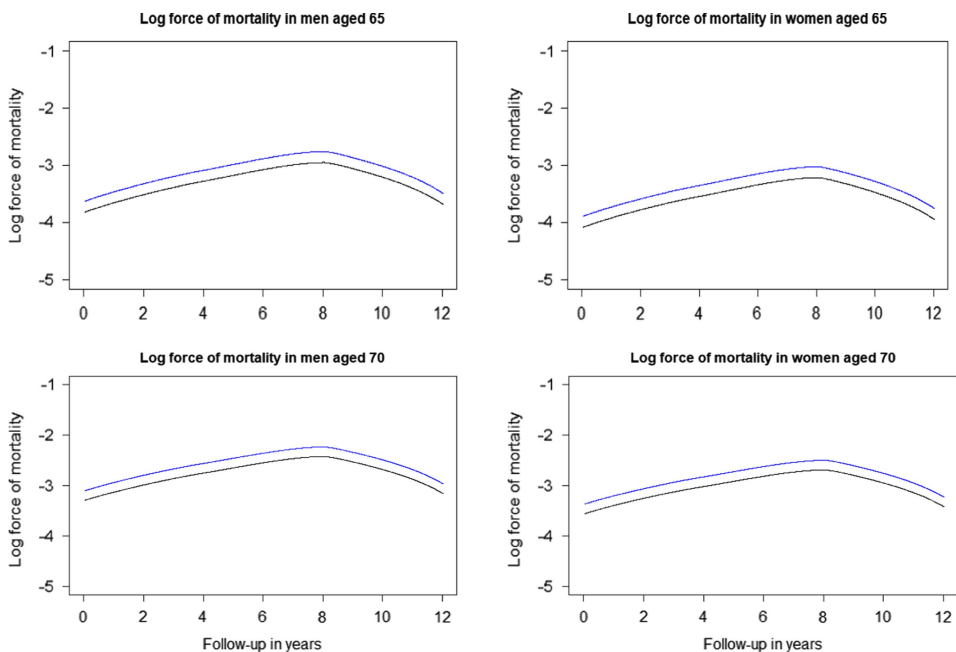 Log force of mortality in men aged 65
Log force of mortality
-1
-2
-3
-4
-5
0 2 4 6 8 10 12
Log force of mortality in women aged 65
Log force of mortality
-1
-2
-3
-4
-5
0 2 4 6 8 10 12
Log force of mortality in men aged 70
Log force of mortality
-1
-2
-3
-4
-5
0 2 4 6 8 10 12
Follow-up in years
Log force of mortality in women aged 70
Log force of mortality
-1
-2
-3
-4
-5
0 2 4 6 8 10 12
Follow-up in years